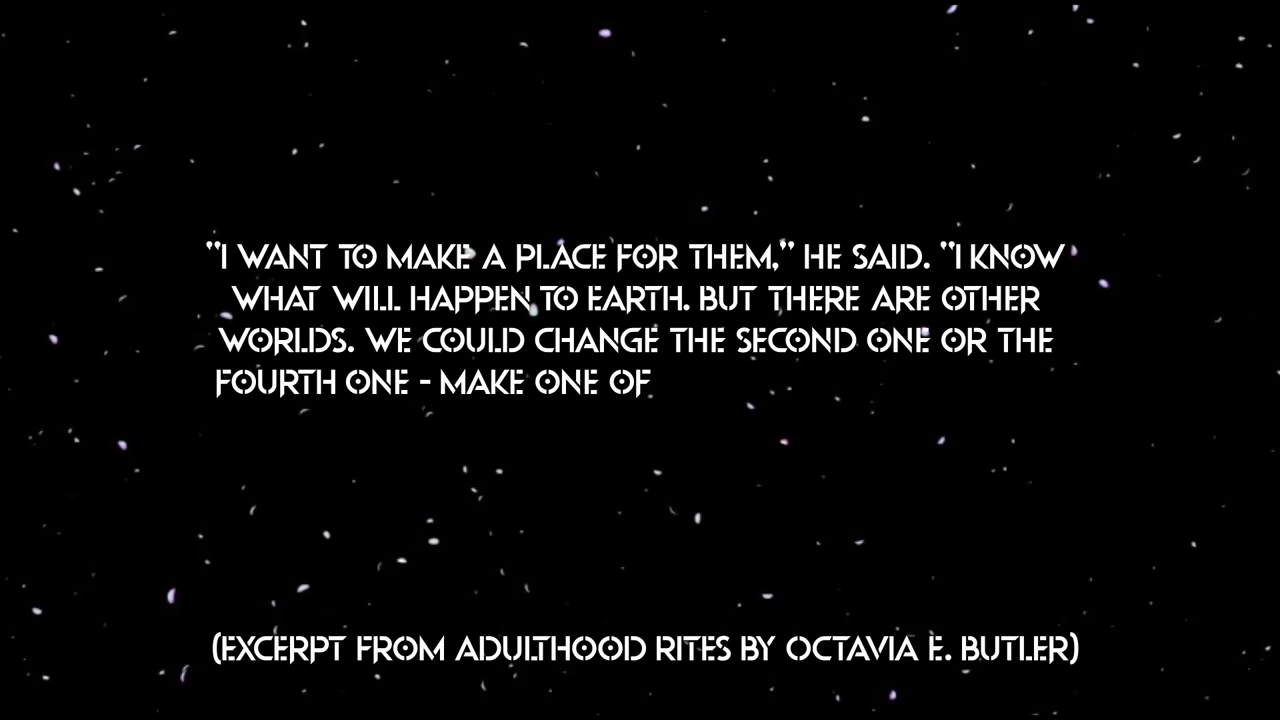 "I WANT TO MAKE A PLACE FOR THEM," HE SAID. "I KNOW
WHAT WILL HAPPEN TO EARTH. BUT THERE ARE OTHER
WORLDS. WE COULD CHANGE THE SECOND ONE OR THE
FOURTH ONE - MAKE ONE OF
(EXCERPT FROM ADULTHOOD RITES BY OCTAVIA E. BUTLER)